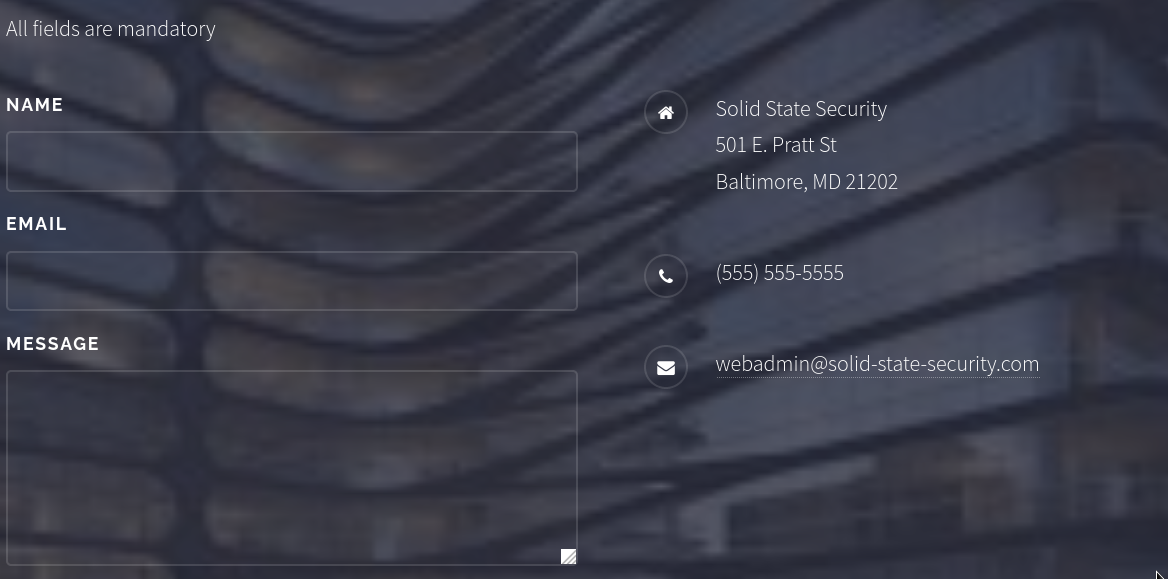 All fields are mandatory
NAME
EMAIL
MESSAGE
Solid State Security
501 E. Pratt St
Baltimore, MD 21202
(555) 555-5555
webadmin@solid-state-security.com